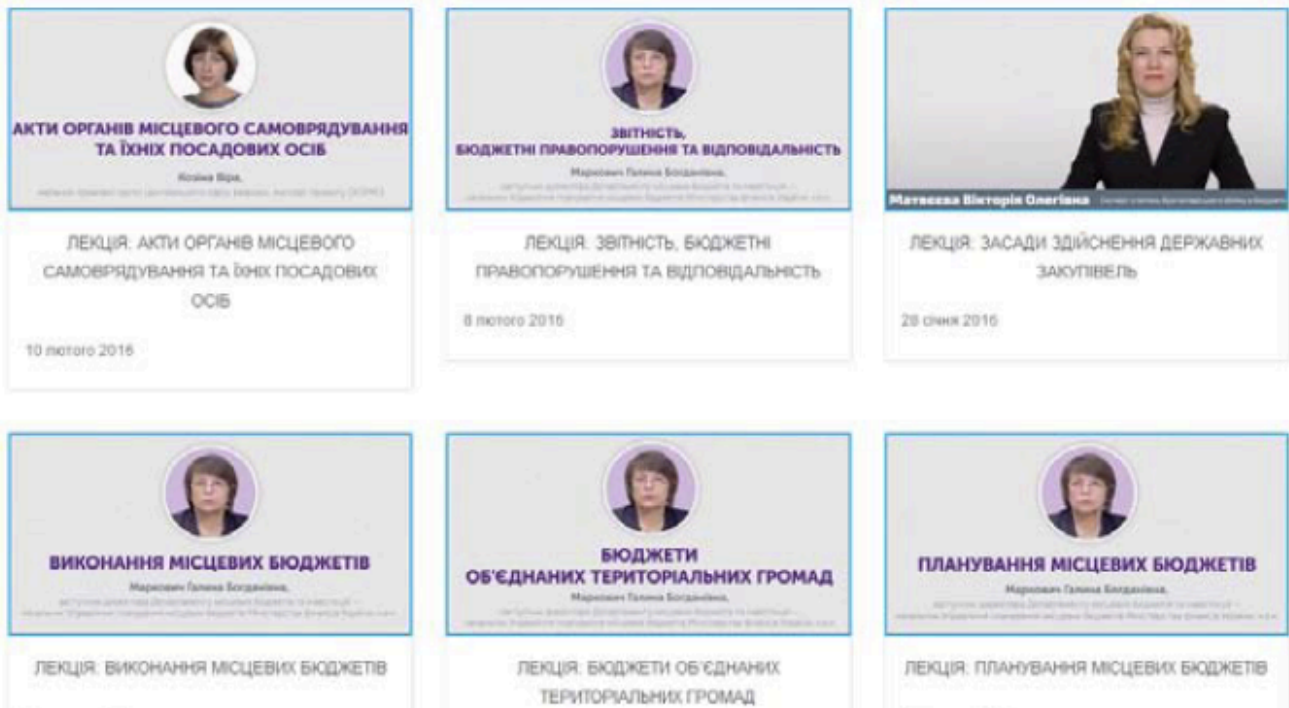 АКТИ ОРГАНІВ МІСЦЕВОГО САМОВРЯДУВАННЯ
ТА ЇХНІХ ПОСАДОВИХ ОСІБ
Козіна Віра,
ЛЕКЦІЯ: АКТИ ОРГАНІВ МІСЦЕВОГО
САМОВРЯДУВАННЯ ТА ЇХНІХ ПОСАДОВИХ
ОСІБ
10 лютого 2016
ЗВІТНІСТЬ,
БЮДЖЕТНІ ПРАВОПОРУШЕННЯ ТА ВІДПОВІДАЛЬНІСТЬ
Маркович Галина Богданівна,
ЛЕКЦІЯ: ЗВІТНІСТЬ, БЮДЖЕТНІ
ПРАВОПОРУШЕННЯ ТА ВІДПОВІДАЛЬНІСТЬ
8 лютого 2016
Матвєєва Вікторія Олегівна
ЛЕКЦІЯ: ЗАСАДИ ЗДІЙСНЕННЯ ДЕРЖАВНИХ
ЗАКУПІВЕЛЬ
28 січня 2016
ВИКОНАННЯ МІСЦЕВИХ БЮДЖЕТІВ
Маркович Галина Богданівна,
ЛЕКЦІЯ: ВИКОНАННЯ МІСЦЕВИХ БЮДЖЕТІВ
БЮДЖЕТИ
ОБ'ЄДНАНИХ ТЕРИТОРІАЛЬНИХ ГРОМАД
Маркович Галина Богданівна,
ЛЕКЦІЯ: БЮДЖЕТИ ОБ'ЄДНАНИХ
ТЕРИТОРІАЛЬНИХ ГРОМАД
ПЛАНУВАННЯ МІСЦЕВИХ БЮДЖЕТІВ
Маркович Галина Богданівна,
ЛЕКЦІЯ: ПЛАНУВАННЯ МІСЦЕВИХ БЮДЖЕТІВ